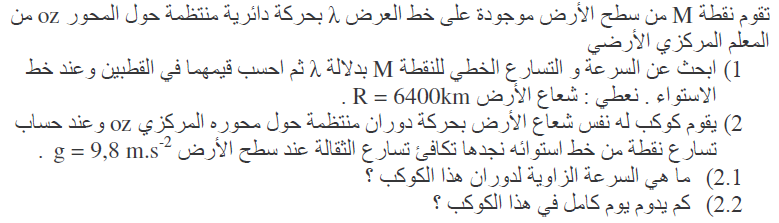 تقوم نقطة M من سطح الأرض موجودة على خط العرض λ بحركة دائرية منتظمة حول المحور oz من
المعلم المركزي الأرضي
1) ابحث عن السرعة و التسارع الخطي للنقطة M بدلالة λ ثم احسب قيمهما في القطبين وعند خط
الاستواء . نعطي : شعاع الأرض R = 6400km .
2) يقوم كوكب له نفس شعاع الأرض بحركة دوران منتظمة حول محوره المركزي oz وعند حساب
تسارع نقطة من خط استوائه نجدها تكافئ تسارع الثقالة عند سطح الأرض g = 9,8 m.s⁻² .
2.1) ما هي السرعة الزاوية لدوران هذا الكوكب ؟
2.2) كم يدوم يوم كامل في هذا الكوكب ؟